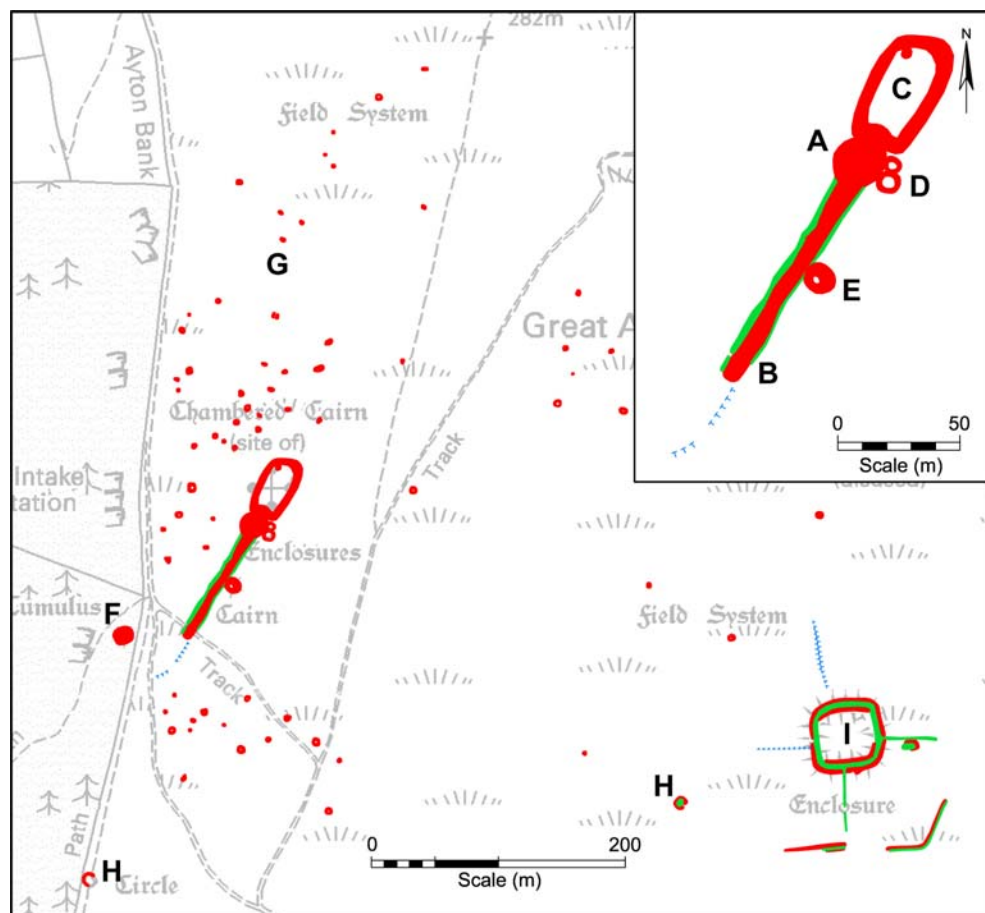 282m
Ayton Bank
Field System
N
C
A
D
E
B
0 50
Scale (m)
G
Great A
Chambered Cairn
(site of)
Track
Intake
tation
Enclosures
Cairn
Tumulus
F
Track
Field System
I
H
Enclosure
Path
0 200
Scale (m)
H
Circle